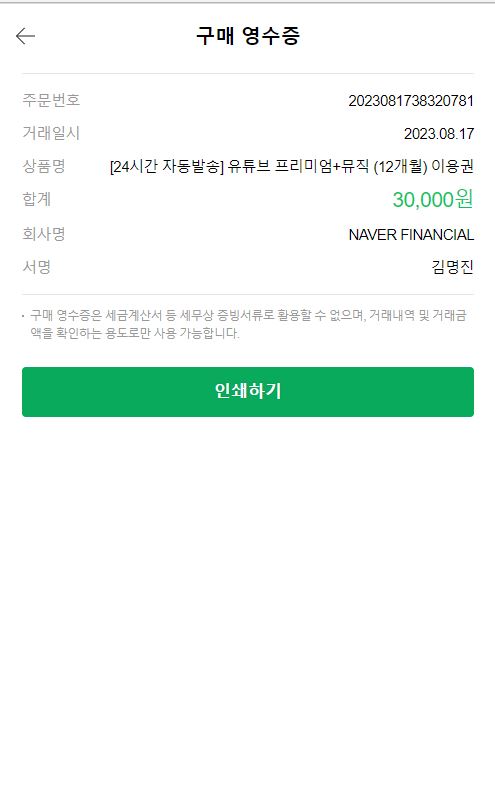 구매 영수증
주문번호 2023081738320781
거래일시 2023.08.17
상품명 [24시간 자동발송] 유튜브 프리미엄+뮤직 (12개월) 이용권
합계 30,000원
회사명 NAVER FINANCIAL
서명 김명진
· 구매 영수증은 세금계산서 등 세무상 증빙서류로 활용할 수 없으며, 거래내역 및 거래금
액을 확인하는 용도로만 사용 가능합니다.
인쇄하기